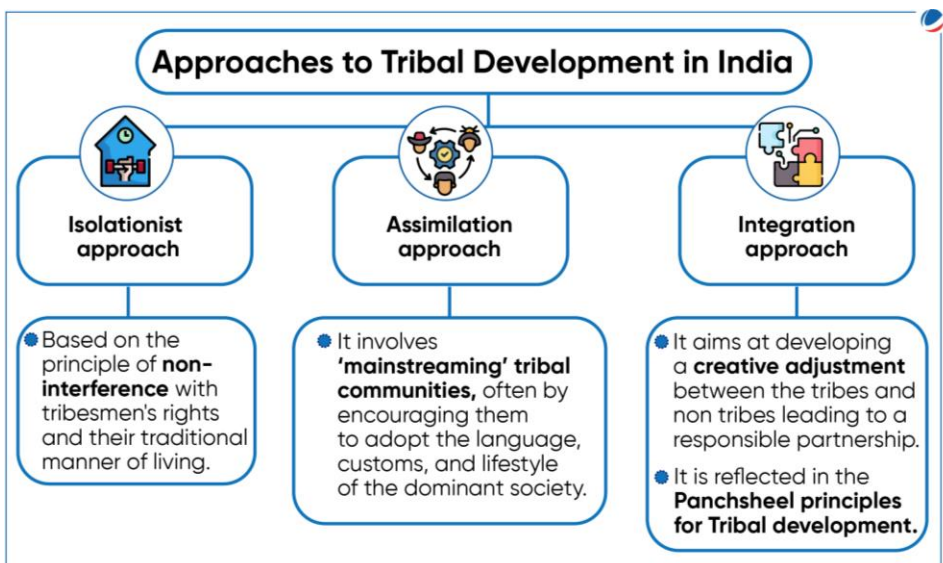 Approaches to Tribal Development in India
Isolationist
approach
Based on the
principle of non-
interference with
tribesmen's rights
and their traditional
manner of living.
Assimilation
approach
It involves
‘mainstreaming’ tribal
communities, often by
encouraging them
to adopt the language,
customs, and lifestyle
of the dominant society.
Integration
approach
It aims at developing
a creative adjustment
between the tribes and
non tribes leading to a
responsible partnership.
It is reflected in the
Panchsheel principles
for Tribal development.